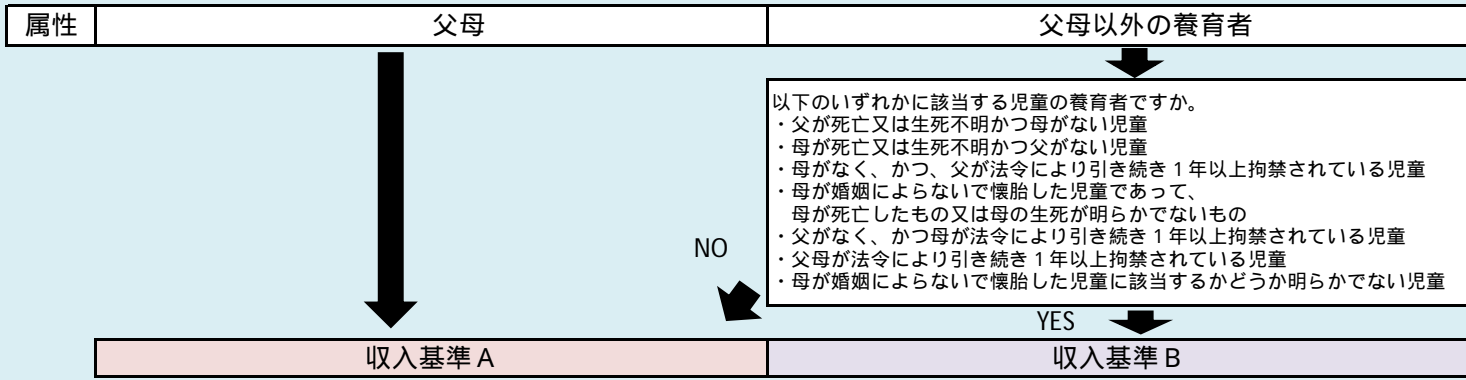 属性
父母
父母以外の養育者
以下のいずれかに該当する児童の養育者ですか。
・父が死亡又は生死不明かつ母がない児童
・母が死亡又は生死不明かつ父がない児童
・母がなく、かつ、父が法令により引き続き１年以上拘禁されている児童
・母が婚姻によらないで懐胎した児童であって、
母が死亡したもの又は母の生死が明らかでないもの
・父がなく、かつ母が法令により引き続き１年以上拘禁されている児童
・父母が法令により引き続き１年以上拘禁されている児童
・母が婚姻によらないで懐胎した児童に該当するかどうか明らかでない児童
NO
YES
収入基準Ａ
収入基準Ｂ